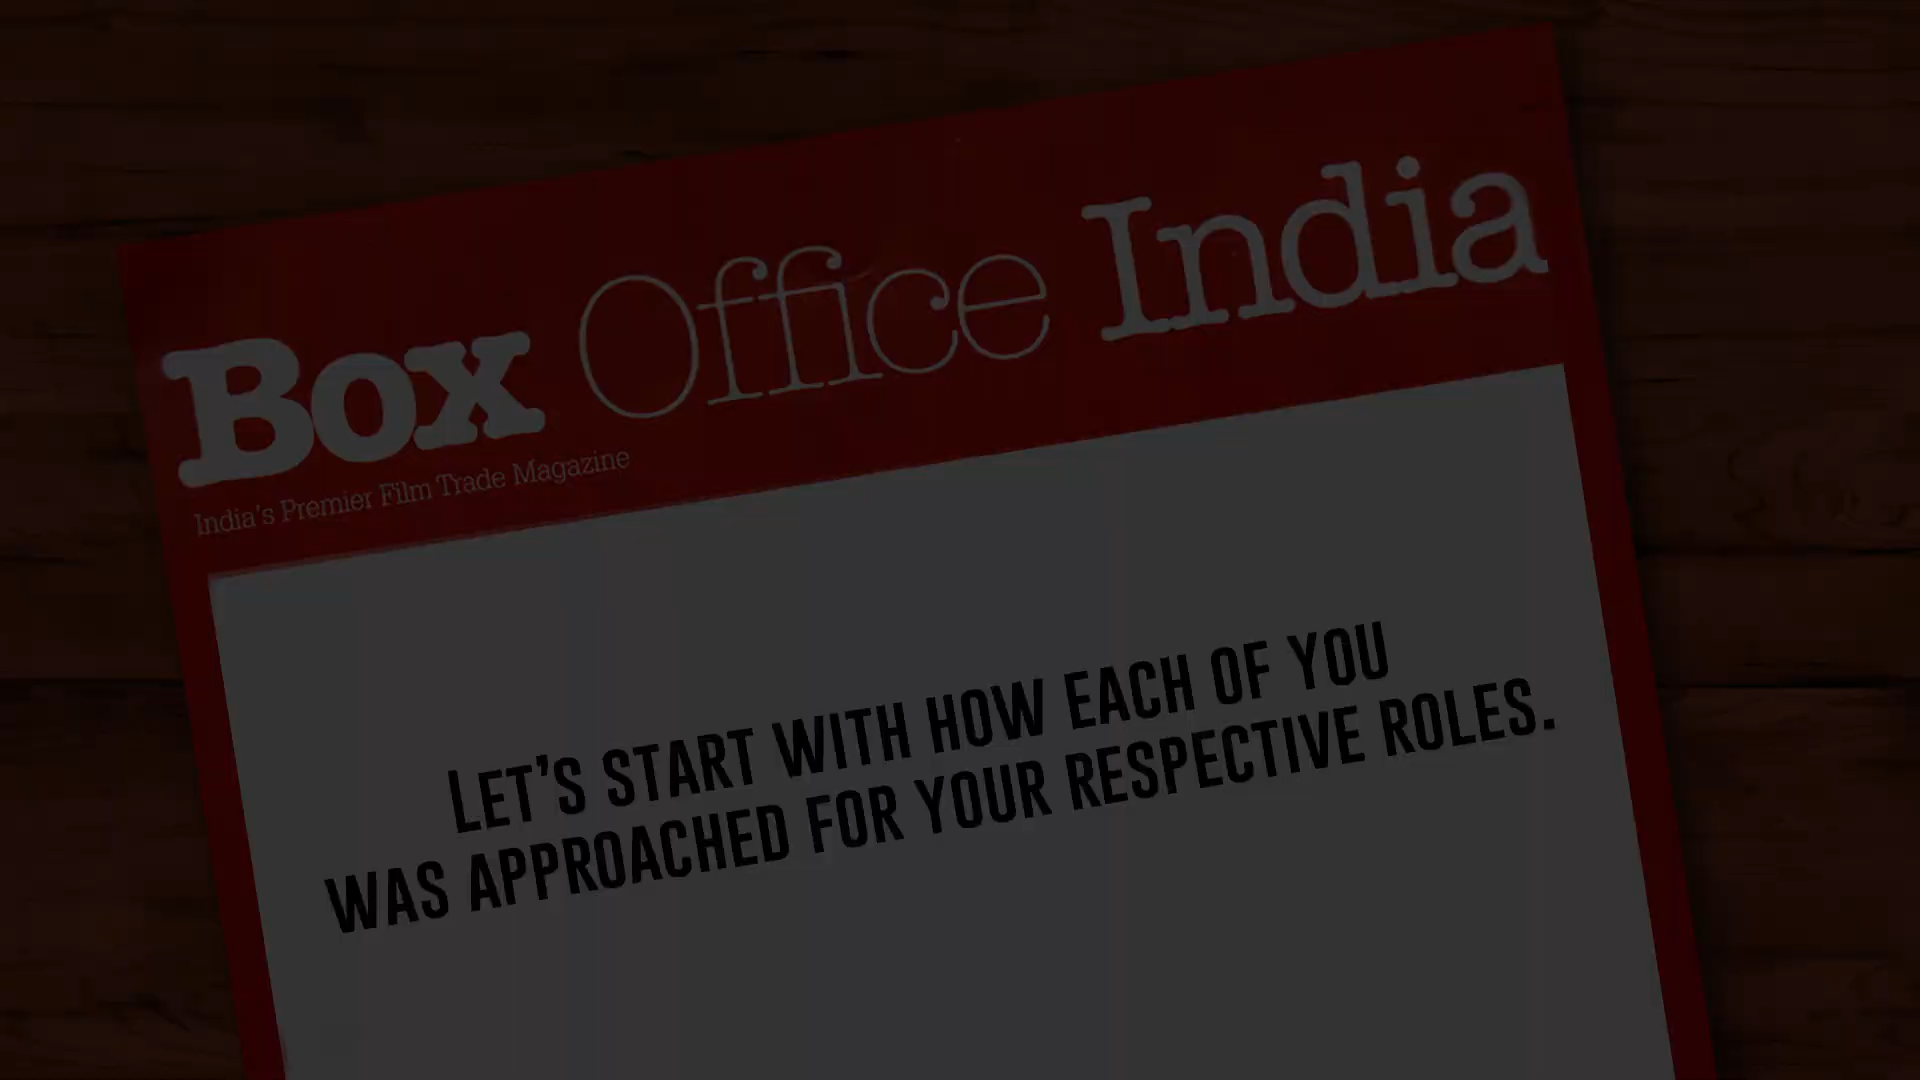 Box Office India
India's Premier Film Trade Magazine
LET'S START WITH HOW EACH OF YOU
WAS APPROACHED FOR YOUR RESPECTIVE ROLES.